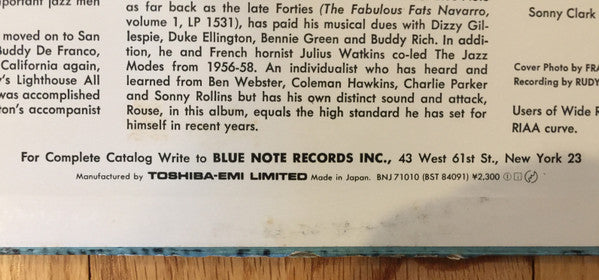 portant jazz men
moved on to San
Buddy De Franco,
California again,
y's Lighthouse All
was accomplished
ton's accompanist
as far back as the late Forties (The Fabulous Fats Navarro,
volume 1, LP 1531), has paid his musical dues with Dizzy Gil-
lespie, Duke Ellington, Bennie Green and Buddy Rich. In addi-
tion, he and French hornist Julius Watkins co-led The Jazz
Modes from 1956-58. An individualist who has heard and
learned from Ben Webster, Coleman Hawkins, Charlie Parker
and Sonny Rollins but has his own distinct sound and attack,
Rouse, in this album, equals the high standard he has set for
himself in recent years.
Sonny Clark
Cover Photo by FRA
Recording by RUDY
Users of Wide R
RIAA curve.
For Complete Catalog Write to BLUE NOTE RECORDS INC., 43 West 61st St., New York 23
Manufactured by TOSHIBA-EMI LIMITED Made in Japan. BNJ 71010 (BST 84091) ¥2,300